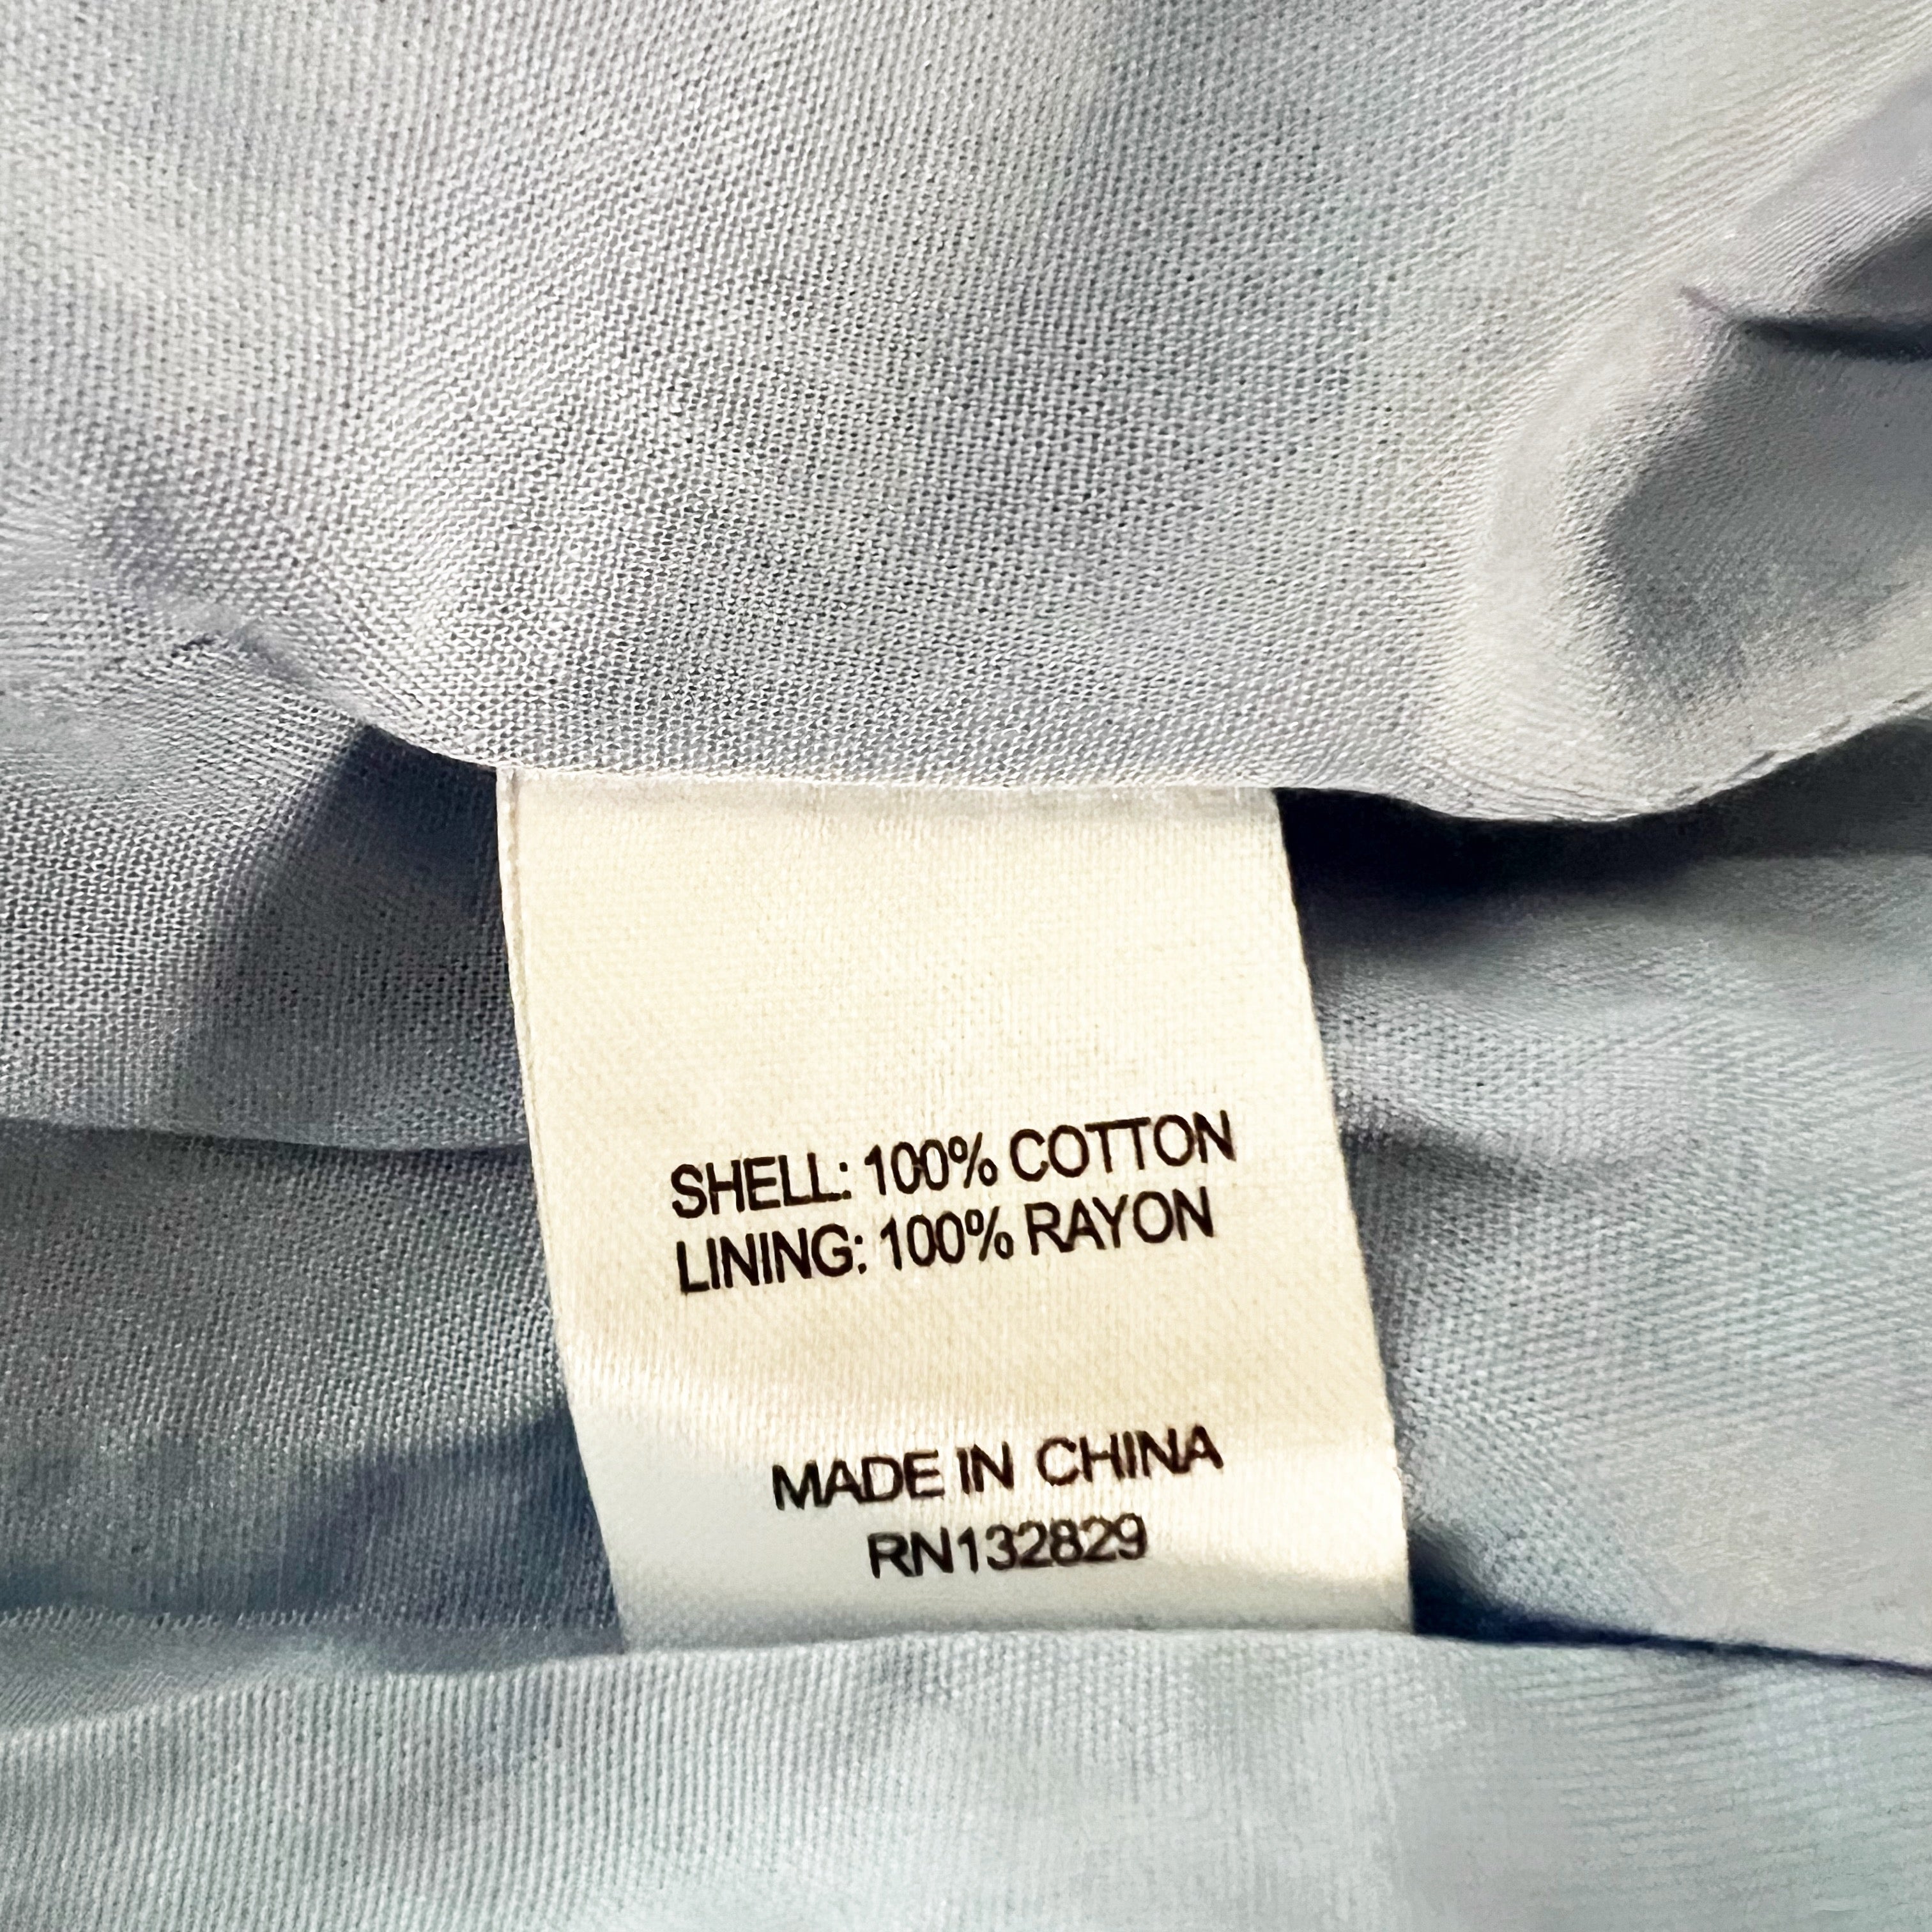 SHELL: 100% COTTON
LINING: 100% RAYON
MADE IN CHINA
RN132829